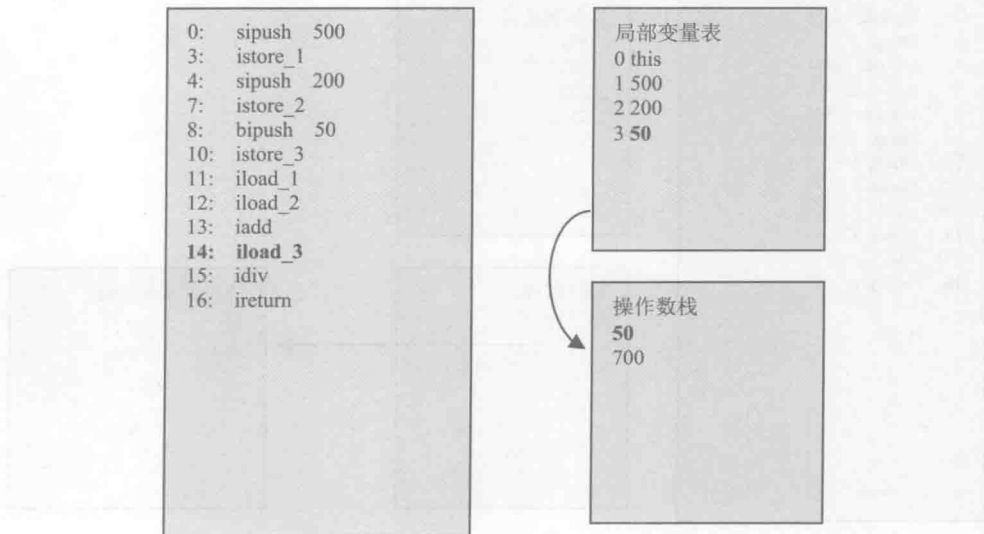 0: sipush 500
3: istore_1
4: sipush 200
7: istore_2
8: bipush 50
10: istore_3
11: iload_1
12: iload_2
13: iadd
14: iload_3
15: idiv
16: ireturn
局部变量表
0 this
1 500
2 200
3 50
操作数栈
50
700